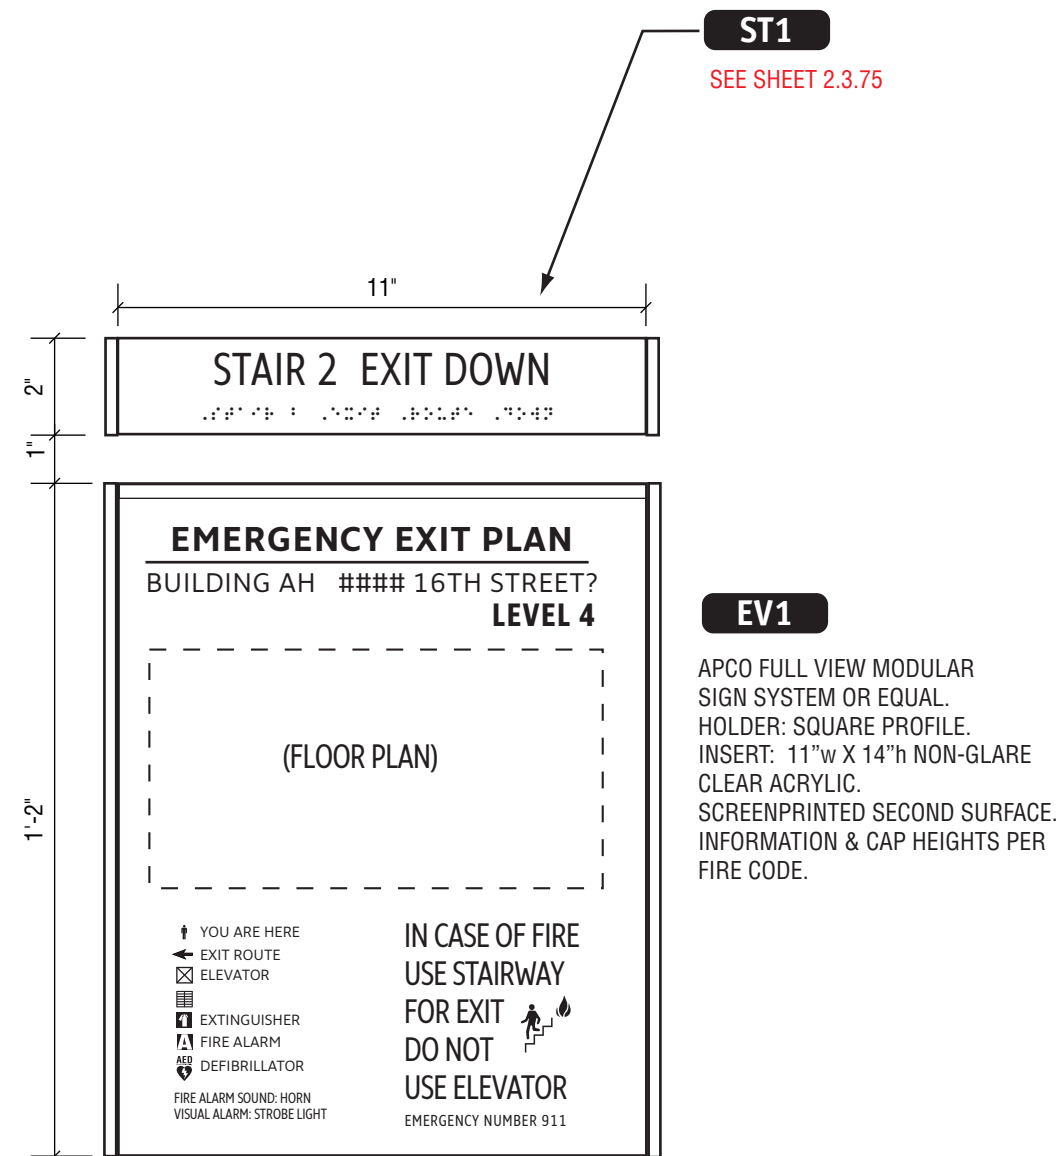 ST1
SEE SHEET 2.3.75
11"
2"
STAIR 2  EXIT DOWN
⠠⠎⠞⠁⠊⠗
1"
EMERGENCY EXIT PLAN
BUILDING AH   #### 16TH STREET?
LEVEL 4
EV1
(FLOOR PLAN)
APCO FULL VIEW MODULAR
SIGN SYSTEM OR EQUAL.
HOLDER: SQUARE PROFILE.
INSERT:  11”w X 14”h NON-GLARE
CLEAR ACRYLIC.
SCREENPRINTED SECOND SURFACE.
INFORMATION & CAP HEIGHTS PER
FIRE CODE.
1'-2"
YOU ARE HERE
EXIT ROUTE
ELEVATOR
EXTINGUISHER
A FIRE ALARM
AED
DEFIBRILLATOR
FIRE ALARM SOUND: HORN
VISUAL ALARM: STROBE LIGHT
IN CASE OF FIRE
USE STAIRWAY
FOR EXIT
DO NOT
USE ELEVATOR
EMERGENCY NUMBER 911